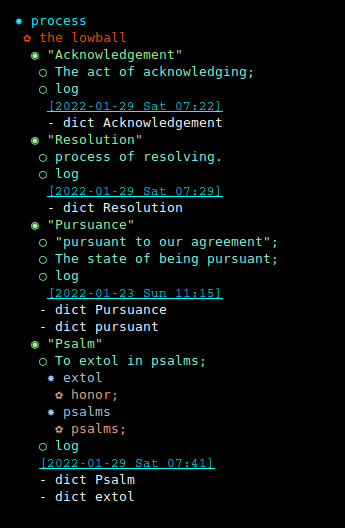 ✸ process
✿ the lowball
◉ "Acknowledgement"
○ The act of acknowledging;
○ log
[2022-01-29 Sat 07:22]
- dict Acknowledgement
◉ "Resolution"
○ process of resolving.
○ log
[2022-01-29 Sat 07:29]
- dict Resolution
◉ "Pursuance"
○ "pursuant to our agreement";
○ The state of being pursuant;
○ log
[2022-01-23 Sun 11:15]
- dict Pursuance
- dict pursuant
◉ "Psalm"
○ To extol in psalms;
✸ extol
✿ honor;
✸ psalms
✿ psalms;
○ log
[2022-01-29 Sat 07:41]
- dict Psalm
- dict extol